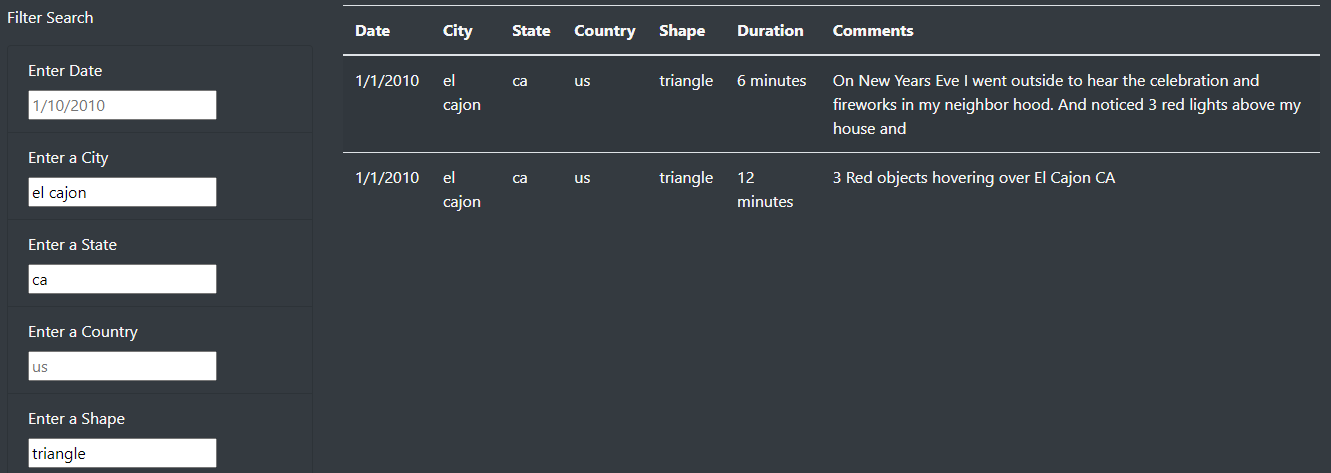 Filter Search
Enter Date
1/10/2010
Enter a City
el cajon
Enter a State
ca
Enter a Country
us
Enter a Shape
triangle
Date City State Country Shape Duration Comments
1/1/2010 el ca us triangle 6 minutes On New Years Eve I went outside to hear the celebration and
cajon fireworks in my neighbor hood. And noticed 3 red lights above my
house and
1/1/2010 el ca us triangle 12 3 Red objects hovering over El Cajon CA
cajon minutes